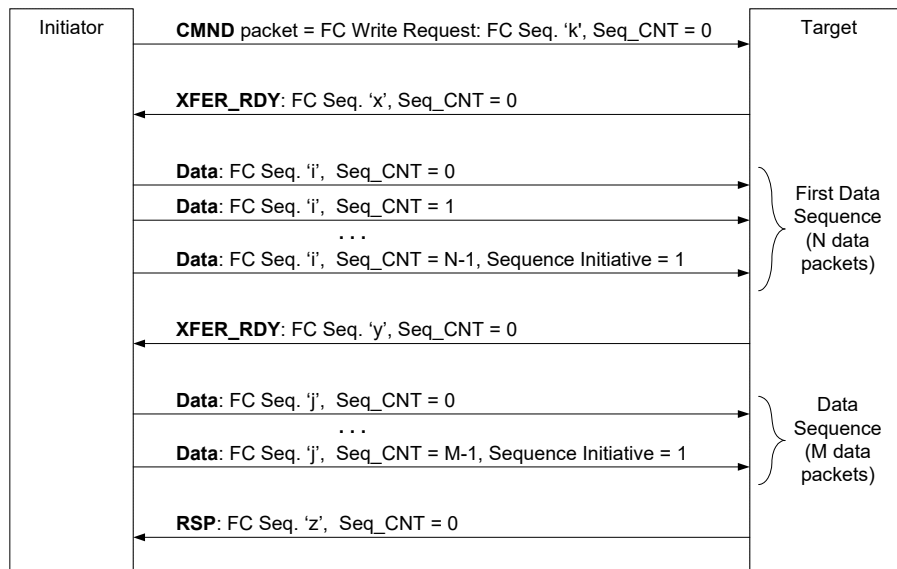 Initiator
Target
CMND packet = FC Write Request: FC Seq. ‘k', Seq_CNT = 0
XFER_RDY: FC Seq. ‘x’, Seq_CNT = 0
Data: FC Seq. ‘i’, Seq_CNT = 0
Data: FC Seq. ‘i’, Seq_CNT = 1
. . .
Data: FC Seq. ‘i’, Seq_CNT = N-1, Sequence Initiative = 1
First Data
Sequence
(N data
packets)
XFER_RDY: FC Seq. ‘y’, Seq_CNT = 0
Data: FC Seq. ‘j’, Seq_CNT = 0
. . .
Data: FC Seq. ‘j’, Seq_CNT = M-1, Sequence Initiative = 1
Data
Sequence
(M data
packets)
RSP: FC Seq. ‘z’, Seq_CNT = 0